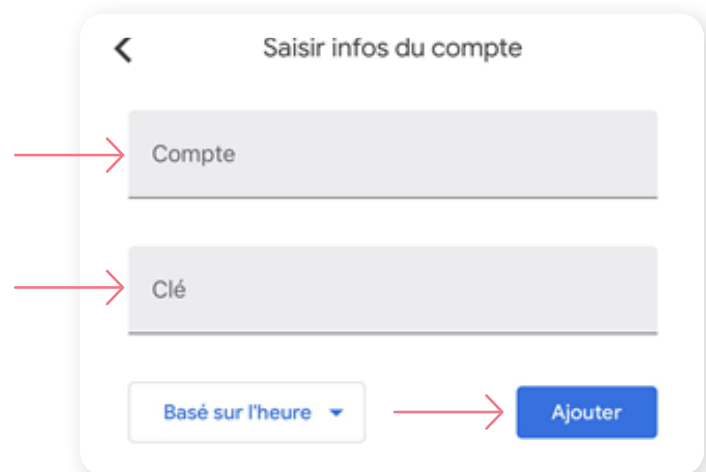 Saisir infos du compte
Compte
Clé
Basé sur l'heure
Ajouter